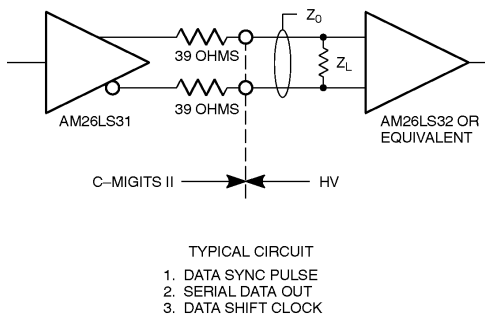 Z0
39 OHMS
ZL
39 OHMS
AM26LS31
AM26LS32 OR
EQUIVALENT
C–MIGITS II
HV
TYPICAL CIRCUIT
1. DATA SYNC PULSE
2. SERIAL DATA OUT
3. DATA SHIFT CLOCK